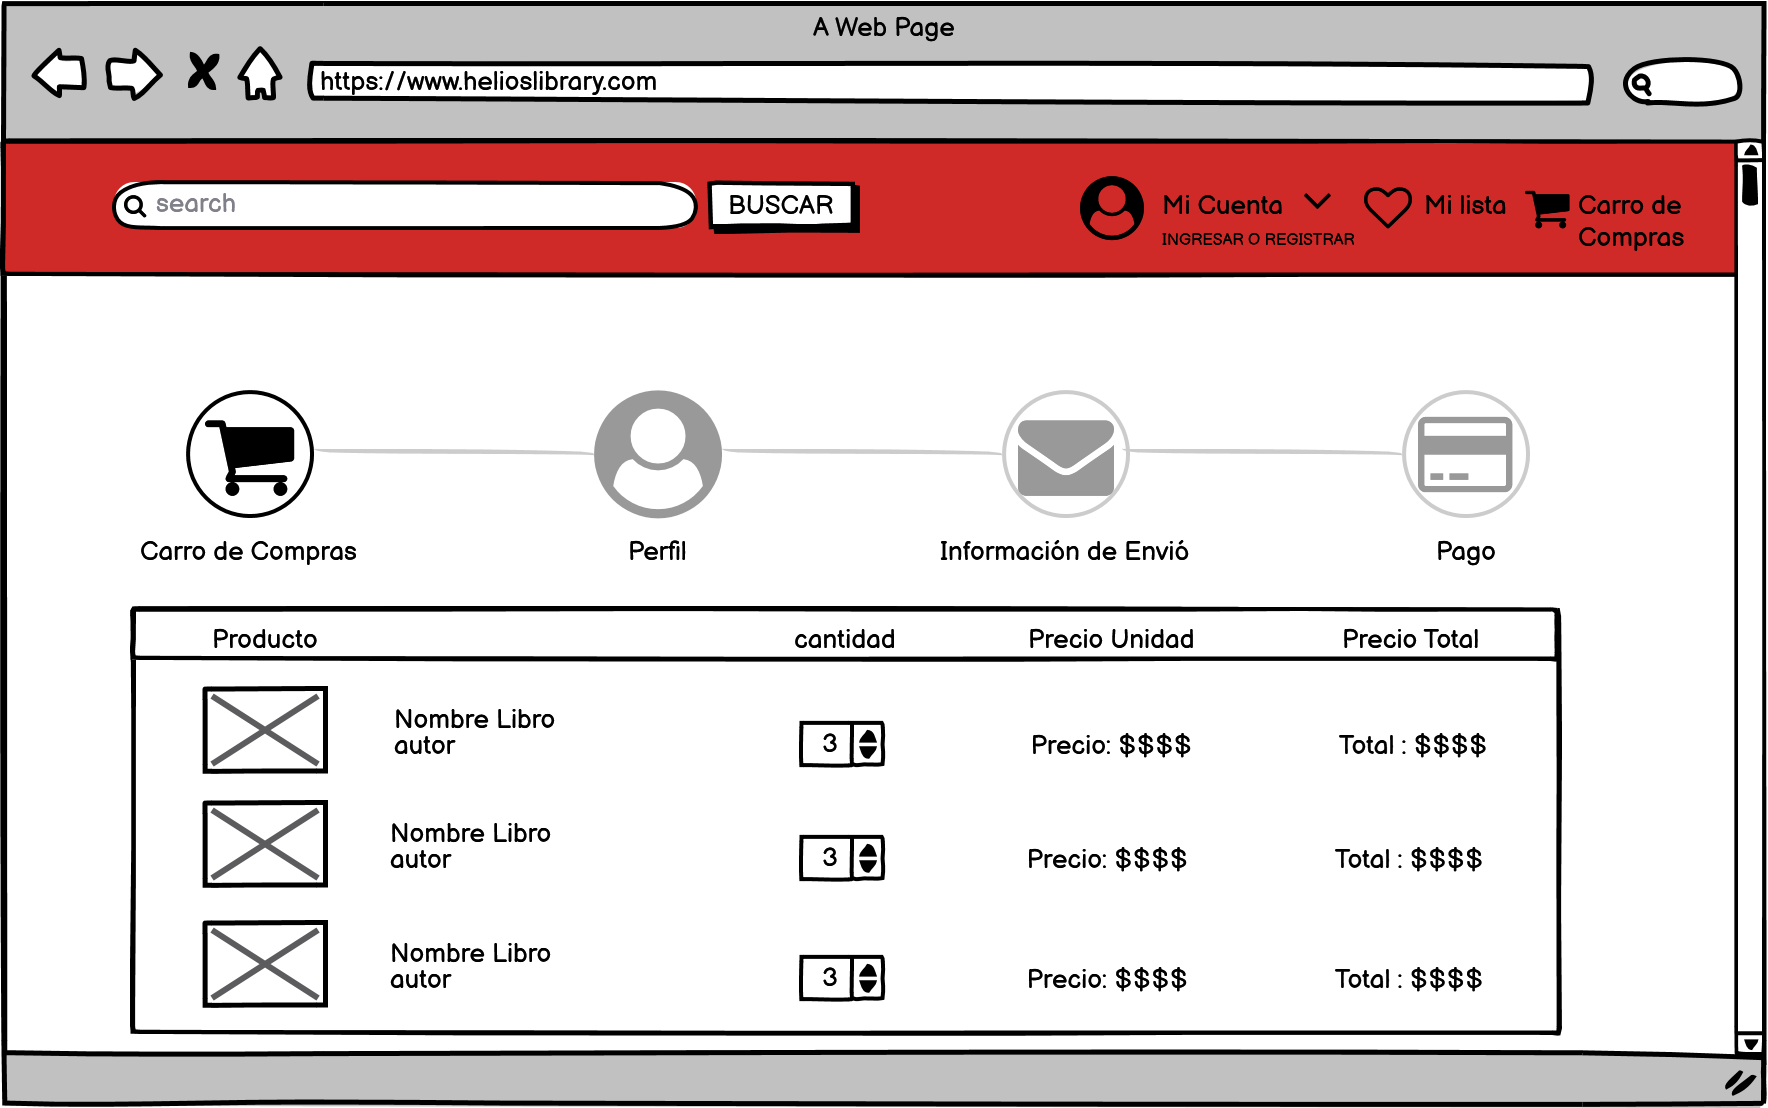 A Web Page
https://www.helioslibrary.com
search
BUSCAR
Mi Cuenta
INGRESAR O REGISTRAR
Mi lista
Carro de
Compras
Carro de Compras
Perfil
Información de Envió
Pago
Producto
cantidad
Precio Unidad
Precio Total
Nombre Libro
autor
3
Precio: $$$$
Total : $$$$
Nombre Libro
autor
3
Precio: $$$$
Total : $$$$
Nombre Libro
autor
3
Precio: $$$$
Total : $$$$